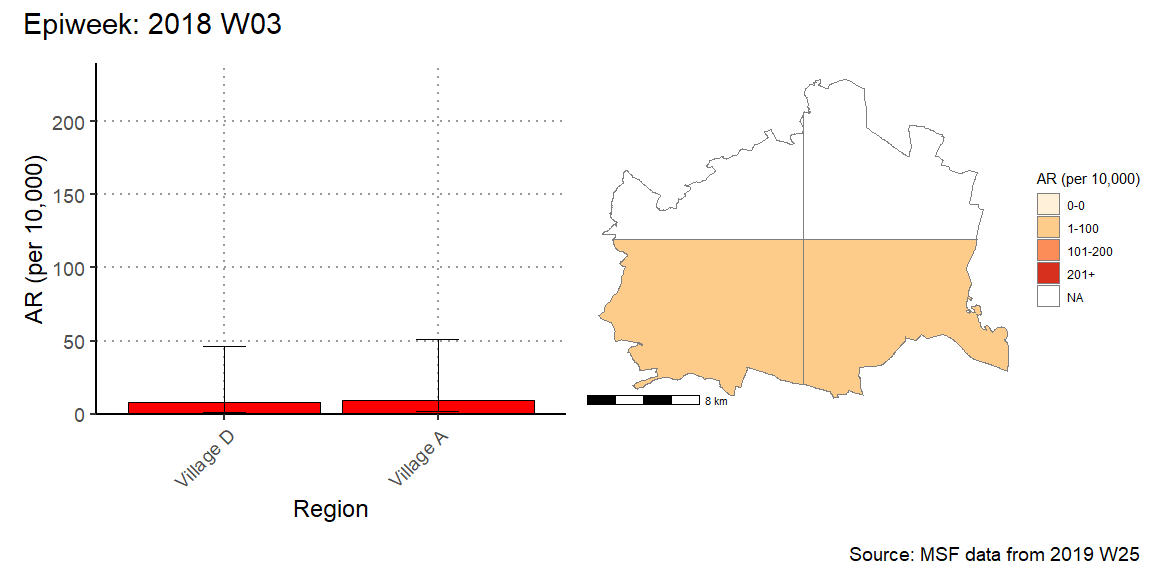 Epiweek: 2018 W03
AR (per 10,000)
200
150
100
50
0
Village D
Village A
Region
8 km
AR (per 10,000)
0-0
1-100
101-200
201+
NA
Source: MSF data from 2019 W25